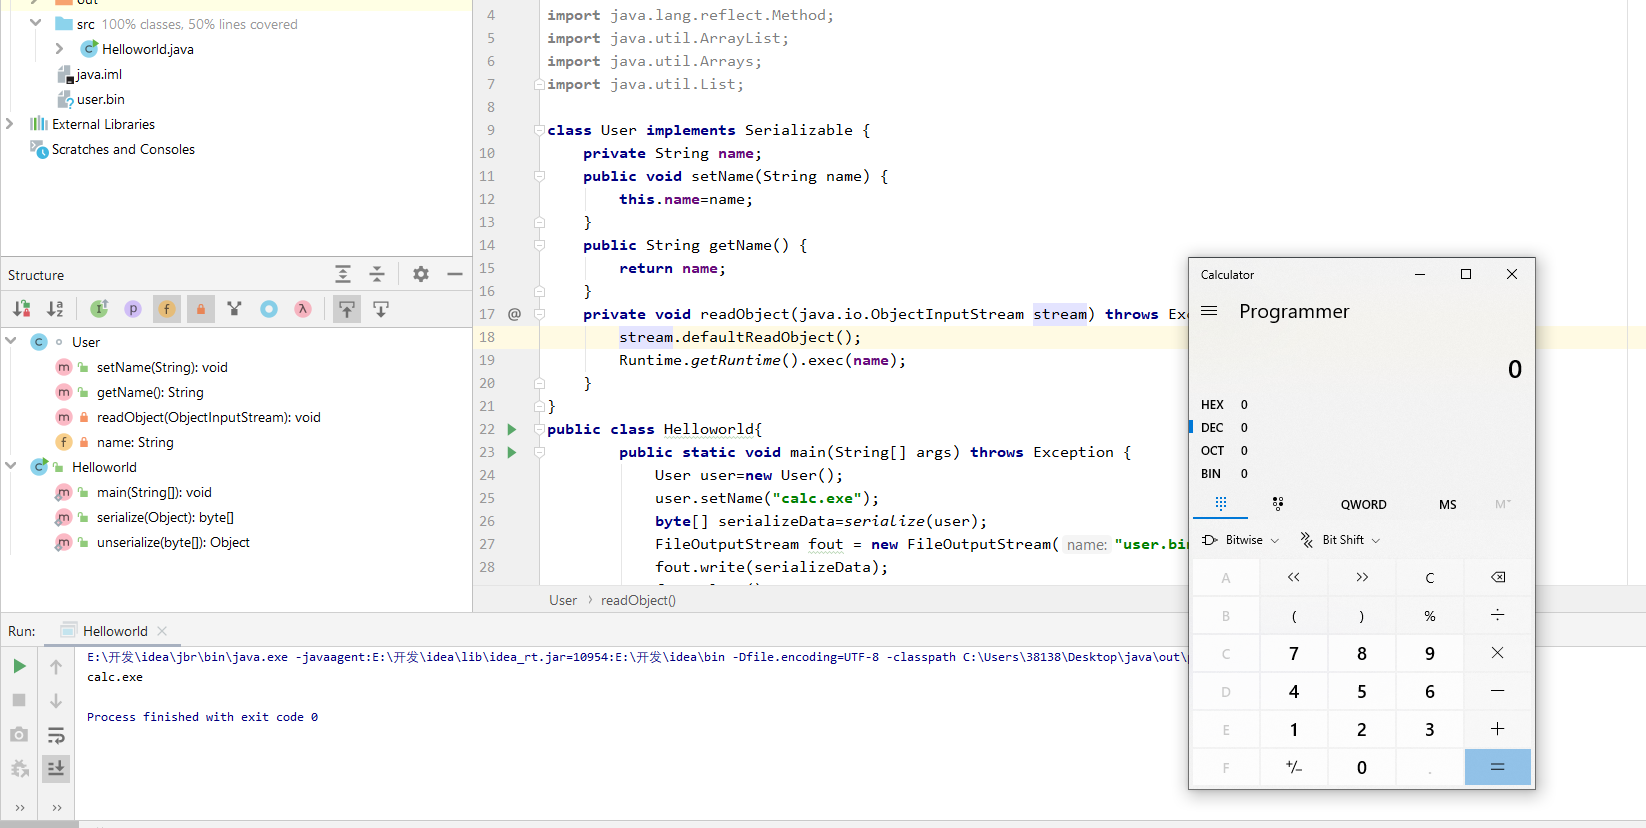 out
src 100% classes, 50% lines covered
Helloworld.java
java.iml
user.bin
External Libraries
Scratches and Consoles
Structure
User
setName(String): void
getName(): String
readObject(ObjectInputStream): void
name: String
Helloworld
main(String[]): void
serialize(Object): byte[]
unserialize(byte[]): Object
4 import java.lang.reflect.Method;
5 import java.util.ArrayList;
6 import java.util.Arrays;
7 import java.util.List;
8
9 class User implements Serializable {
10 private String name;
11 public void setName(String name) {
12 this.name=name;
13 }
14 public String getName() {
15 return name;
16 }
17 @ private void readObject(java.io.ObjectInputStream stream) throws Exc
18 stream.defaultReadObject();
19 Runtime.getRuntime().exec(name);
20 }
21 }
22 public class Helloworld{
23 public static void main(String[] args) throws Exception {
24 User user=new User();
25 user.setName("calc.exe");
26 byte[] serializeData=serialize(user);
27 FileOutputStream fout = new FileOutputStream( name: "user.bin
28 fout.write(serializeData);
User › readObject()
Calculator
Programmer
0
HEX 0
DEC 0
OCT 0
BIN 0
QWORD MS M˅
Bitwise Bit Shift
A << >> C
B ( ) % ÷
C 7 8 9 ×
D 4 5 6 −
E 1 2 3 +
F +/− 0 . =
Run: Helloworld
E:\开发\idea\jbr\bin\java.exe -javaagent:E:\开发\idea\lib\idea_rt.jar=10954:E:\开发\idea\bin -Dfile.encoding=UTF-8 -classpath C:\Users\38138\Desktop\java\out\
calc.exe
Process finished with exit code 0